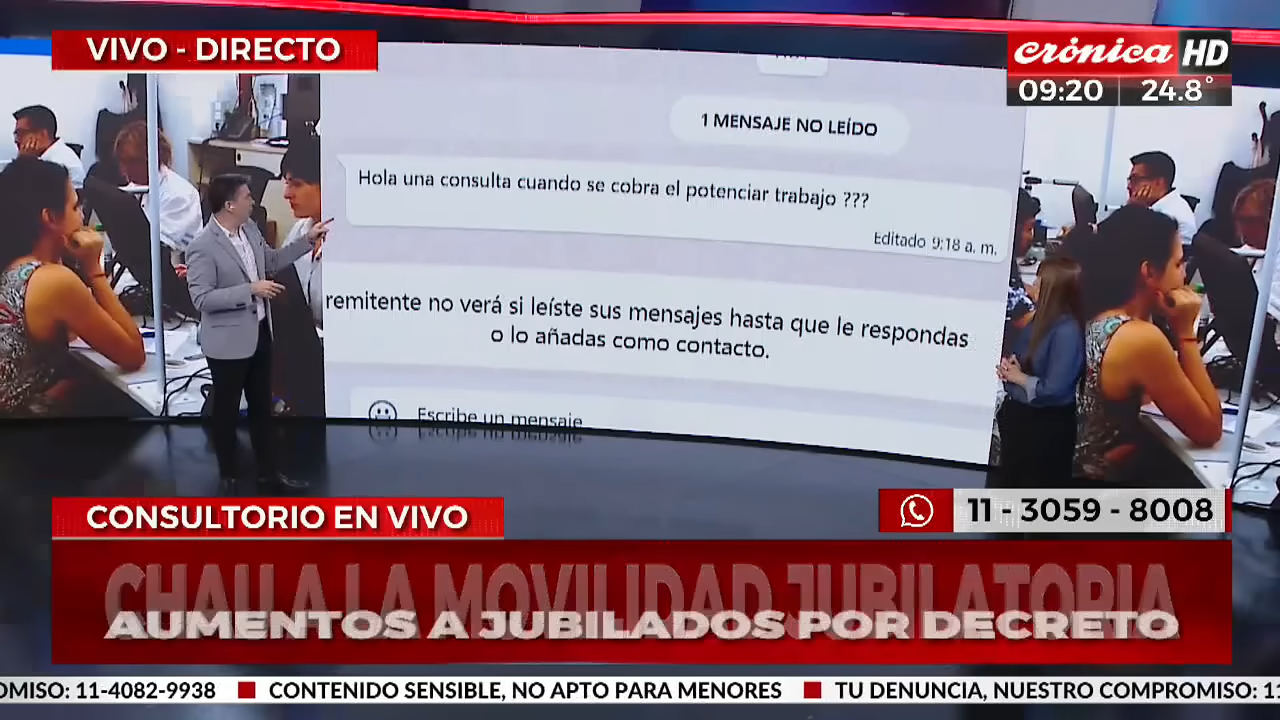 VIVO - DIRECTO
crónica HD
09:20 24.8°
1 MENSAJE NO LEÍDO
Hola una consulta cuando se cobra el potenciar trabajo ???
Editado 9:18 a. m.
remitente no verá si leíste sus mensajes hasta que le respondas
o lo añadas como contacto.
Escribe un mensaje
CONSULTORIO EN VIVO
11 - 3059 - 8008
CHAU A LA MOVILIDAD JUBILATORIA
AUMENTOS A JUBILADOS POR DECRETO
OMISO: 11-4082-9938 CONTENIDO SENSIBLE, NO APTO PARA MENORES TU DENUNCIA, NUESTRO COMPROMISO: 11